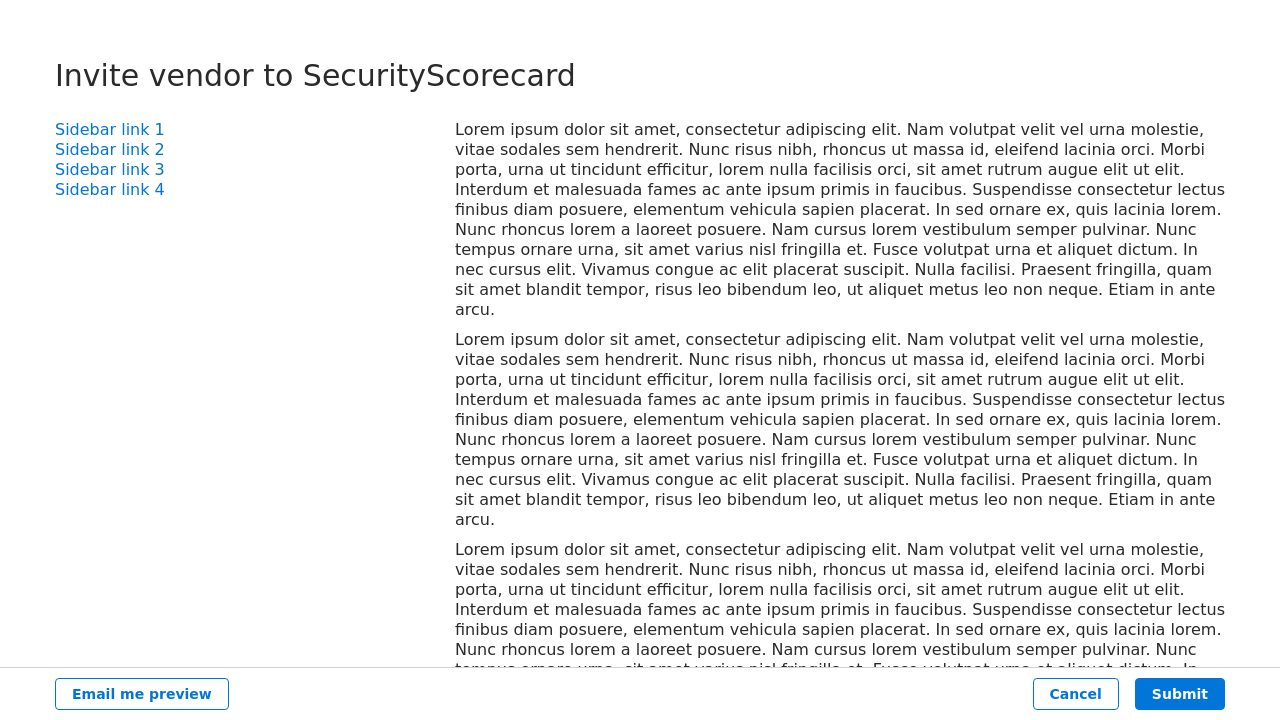 Invite vendor to SecurityScorecard
Sidebar link 1
Sidebar link 2
Sidebar link 3
Sidebar link 4
Lorem ipsum dolor sit amet, consectetur adipiscing elit. Nam volutpat velit vel urna molestie,
vitae sodales sem hendrerit. Nunc risus nibh, rhoncus ut massa id, eleifend lacinia orci. Morbi
porta, urna ut tincidunt efficitur, lorem nulla facilisis orci, sit amet rutrum augue elit ut elit.
Interdum et malesuada fames ac ante ipsum primis in faucibus. Suspendisse consectetur lectus
finibus diam posuere, elementum vehicula sapien placerat. In sed ornare ex, quis lacinia lorem.
Nunc rhoncus lorem a laoreet posuere. Nam cursus lorem vestibulum semper pulvinar. Nunc
tempus ornare urna, sit amet varius nisl fringilla et. Fusce volutpat urna et aliquet dictum. In
nec cursus elit. Vivamus congue ac elit placerat suscipit. Nulla facilisi. Praesent fringilla, quam
sit amet blandit tempor, risus leo bibendum leo, ut aliquet metus leo non neque. Etiam in ante
arcu.
Lorem ipsum dolor sit amet, consectetur adipiscing elit. Nam volutpat velit vel urna molestie,
vitae sodales sem hendrerit. Nunc risus nibh, rhoncus ut massa id, eleifend lacinia orci. Morbi
porta, urna ut tincidunt efficitur, lorem nulla facilisis orci, sit amet rutrum augue elit ut elit.
Interdum et malesuada fames ac ante ipsum primis in faucibus. Suspendisse consectetur lectus
finibus diam posuere, elementum vehicula sapien placerat. In sed ornare ex, quis lacinia lorem.
Nunc rhoncus lorem a laoreet posuere. Nam cursus lorem vestibulum semper pulvinar. Nunc
tempus ornare urna, sit amet varius nisl fringilla et. Fusce volutpat urna et aliquet dictum. In
nec cursus elit. Vivamus congue ac elit placerat suscipit. Nulla facilisi. Praesent fringilla, quam
sit amet blandit tempor, risus leo bibendum leo, ut aliquet metus leo non neque. Etiam in ante
arcu.
Lorem ipsum dolor sit amet, consectetur adipiscing elit. Nam volutpat velit vel urna molestie,
vitae sodales sem hendrerit. Nunc risus nibh, rhoncus ut massa id, eleifend lacinia orci. Morbi
porta, urna ut tincidunt efficitur, lorem nulla facilisis orci, sit amet rutrum augue elit ut elit.
Interdum et malesuada fames ac ante ipsum primis in faucibus. Suspendisse consectetur lectus
finibus diam posuere, elementum vehicula sapien placerat. In sed ornare ex, quis lacinia lorem.
Nunc rhoncus lorem a laoreet posuere. Nam cursus lorem vestibulum semper pulvinar. Nunc
Email me preview
Cancel
Submit